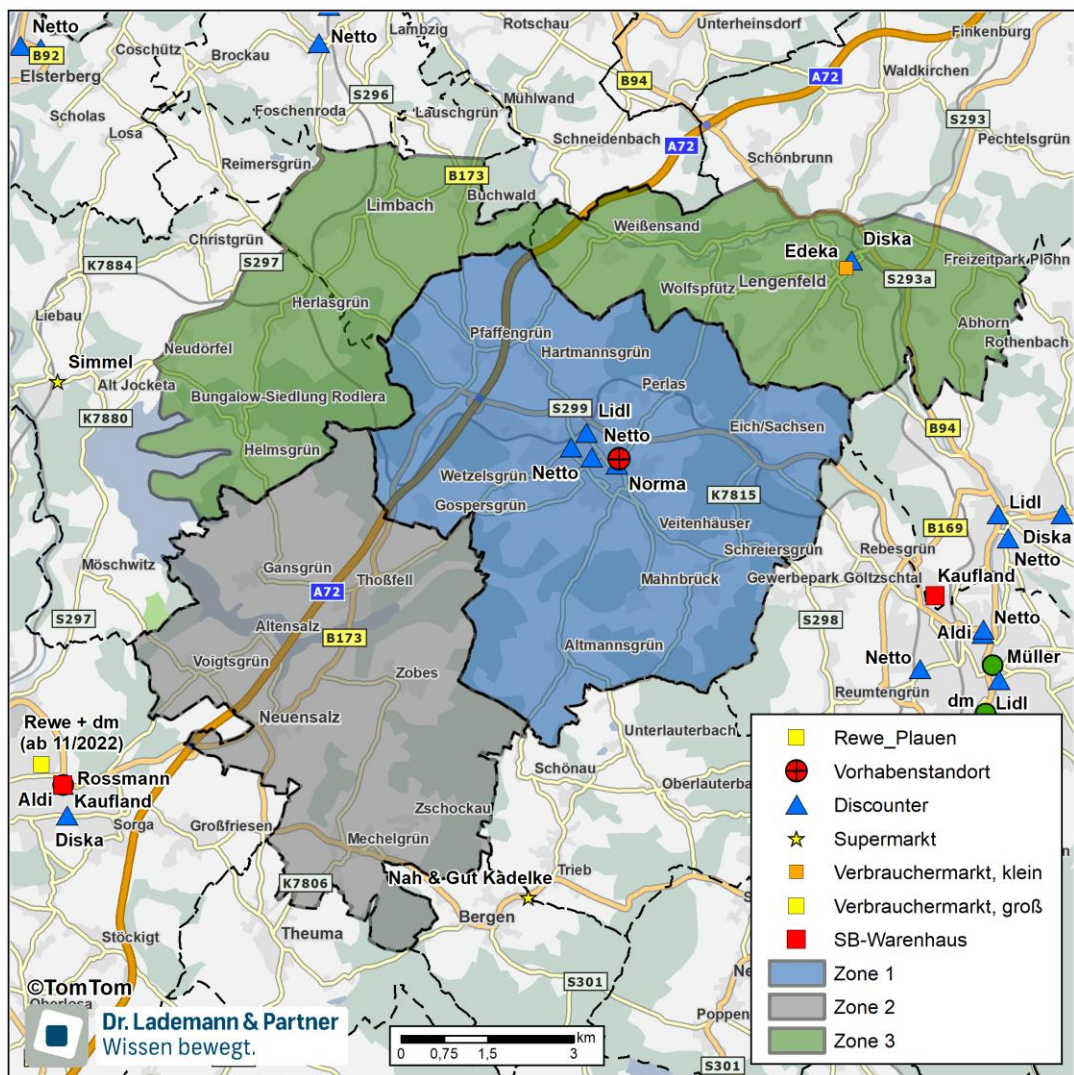 Netto
B92
Elsterberg
Coschütz
Brockau
Netto
Lambzig
Rotschau
Unterheinsdorf
Finkenburg
Scholas
Losa
Foschenroda
S296
Lauschgrün
Mühlwand
B94
A72
Waldkirchen
S293
Reimersgrün
Schneidenbach
A72
Schönbrunn
Pechtelsgrün
B173
Buchwald
Limbach
Christgrün
K7884
S297
Weißensand
Edeka
Diska
Freizeitpark Plohn
Lengenfeld
S293a
Wolfspfütz
Liebau
Herlasgrün
Abhorn
Rothenbach
Pfaffengrün
Neudörfel
Hartmannsgrün
Simmel
Alt Jocketa
Bungalow-Siedlung Rodlera
Perlas
K7880
S299
Lidl
Eich/Sachsen
B94
Helmsgrün
Netto
Wetzelsgrün
Netto
Norma
K7815
Gospersgrün
Lidl
Veitenhäuser
B169
Diska
Rebesgrün
Netto
Möschwitz
Gansgrün
Thoßfell
Schreiersgrün
Mahnbrück
Gewerbepark Göltzschtal
Kaufland
A72
S297
Altensalz
B173
S298
Netto
Aldi
Altmannsgrün
Voigtsgrün
Zobes
Netto
Müller
Reumtengrün
dm
Lidl
Neuensalz
Rewe + dm
(ab 11/2022)
Unterlauterbach
Rossmann
Schönau
Aldi
Kaufland
Oberlauterbach
Diska
Sorga
Großfriesen
Zschockau
Mechelgrün
Trieb
K7806
Nah & Gut Kadelke
Bergen
Theuma
Stöckigt
S301
Oberlosa
Poppen
S301
Rewe_Plauen
Vorhabenstandort
Discounter
Supermarkt
Verbrauchermarkt, klein
Verbrauchermarkt, groß
SB-Warenhaus
Zone 1
Zone 2
Zone 3
©TomTom
Dr. Lademann & Partner
Wissen bewegt.
km
0 0,75 1,5 3